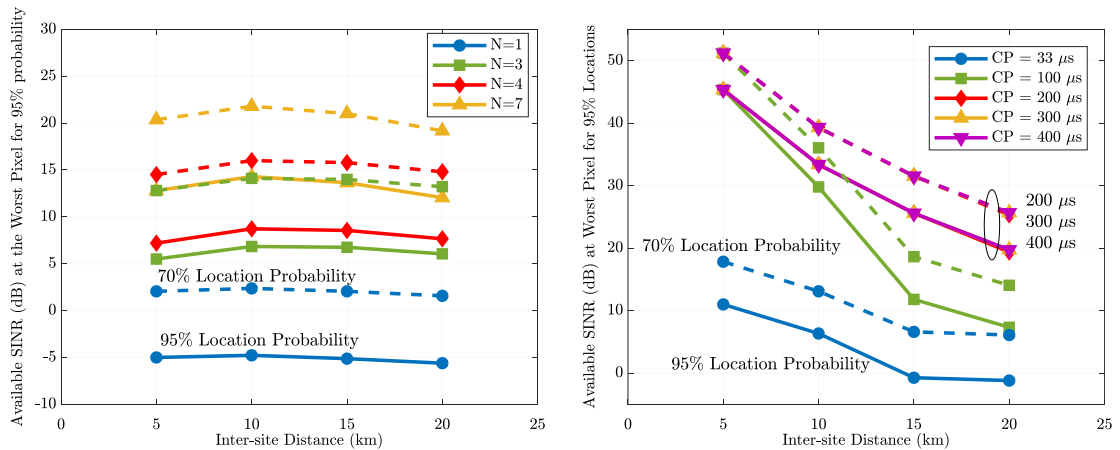 Available SINR (dB) at the Worst Pixel for 95% probability
30
25
20
15
10
5
0
-5
-10
N=1
N=3
N=4
N=7
70% Location Probability
95% Location Probability
0
5
10
15
20
25
Inter-site Distance (km)
Available SINR (dB) at Worst Pixel for 95% Locations
50
40
30
20
10
0
CP = 33 μs
CP = 100 μs
CP = 200 μs
CP = 300 μs
CP = 400 μs
200 μs
300 μs
400 μs
70% Location Probability
95% Location Probability
0
5
10
15
20
25
Inter-site Distance (km)